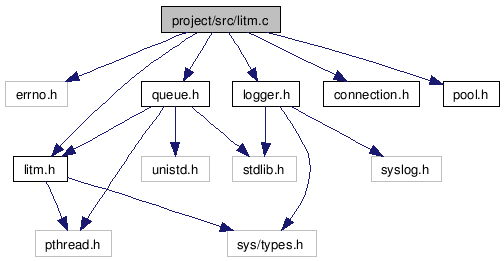 project/src/litm.c
errno.h
queue.h
logger.h
connection.h
pool.h
litm.h
unistd.h
stdlib.h
syslog.h
pthread.h
sys/types.h